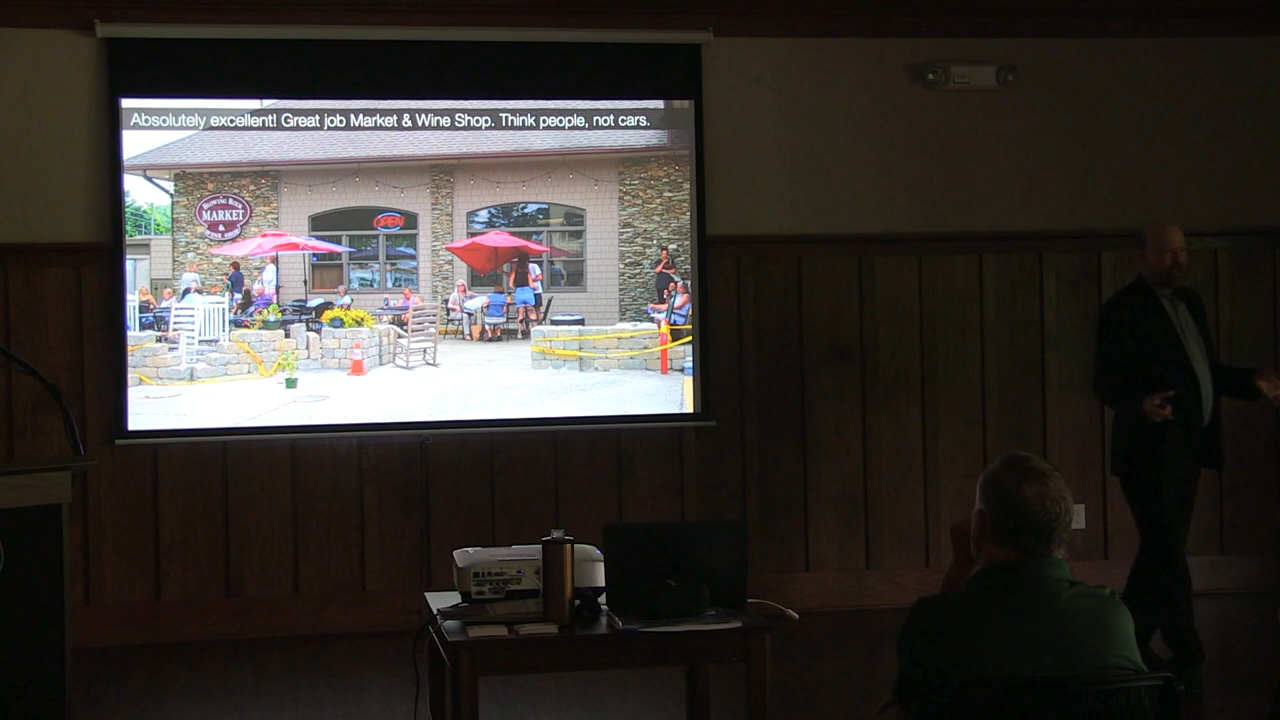 Absolutely excellent! Great job Market & Wine Shop. Think people, not cars.
BLOWING ROCK
MARKET
&
WINE SHOP
OPEN